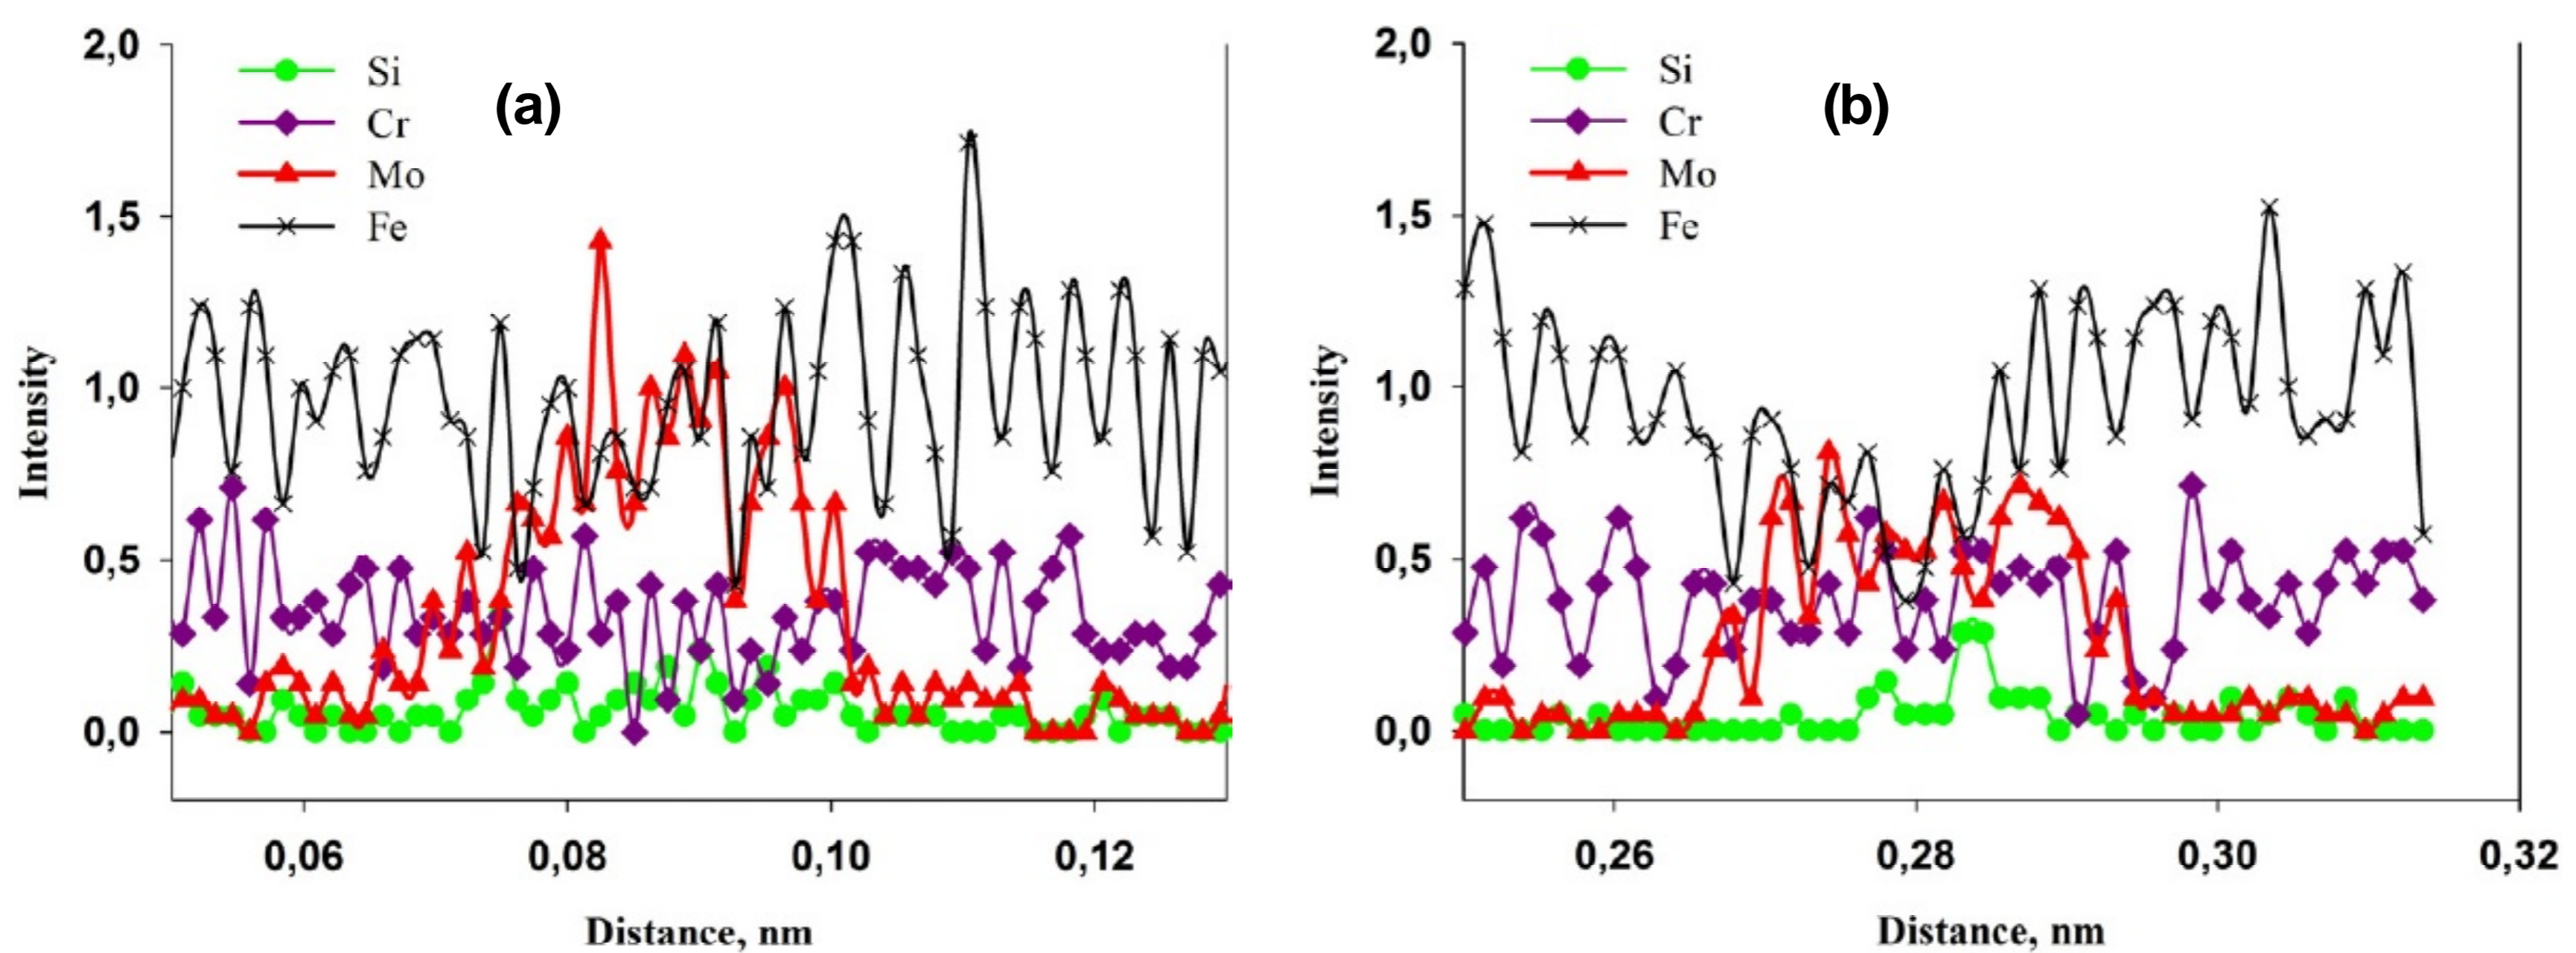 (a)
Si
Cr
Mo
Fe
2,0
1,5
1,0
0,5
0,0
Intensity
0,06 0,08 0,10 0,12
Distance, nm
(b)
Si
Cr
Mo
Fe
2,0
1,5
1,0
0,5
0,0
Intensity
0,26 0,28 0,30 0,32
Distance, nm